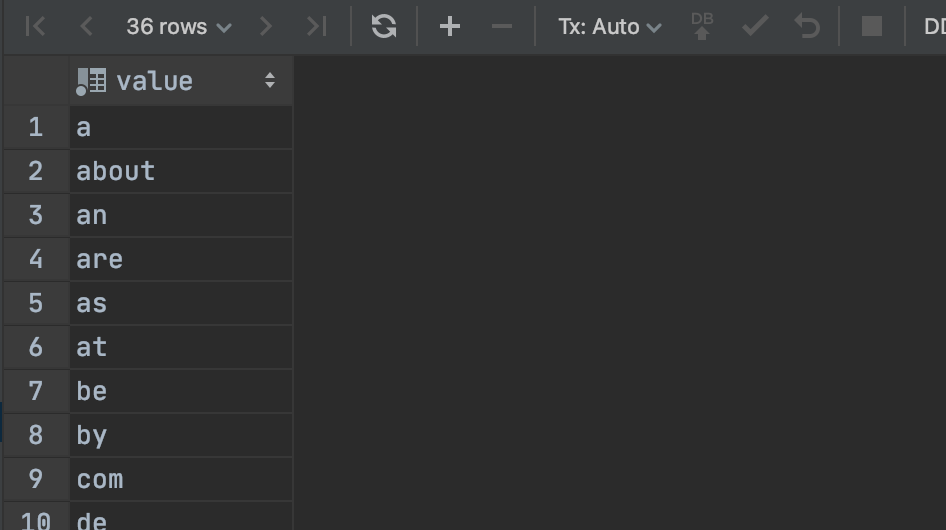 36 rows Tx: Auto DB
value
1 a
2 about
3 an
4 are
5 as
6 at
7 be
8 by
9 com
10 de